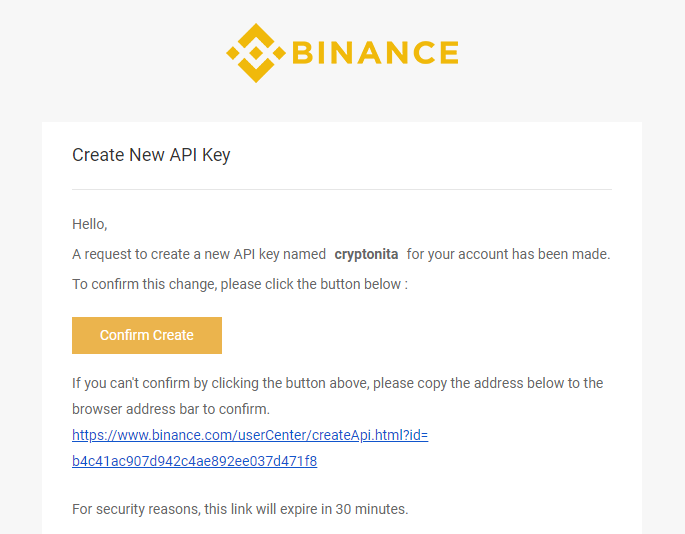 BINANCE
Create New API Key
Hello,
A request to create a new API key named cryptonita for your account has been made.
To confirm this change, please click the button below :
Confirm Create
If you can't confirm by clicking the button above, please copy the address below to the
browser address bar to confirm.
https://www.binance.com/userCenter/createApi.html?id=
b4c41ac907d942c4ae892ee037d471f8
For security reasons, this link will expire in 30 minutes.